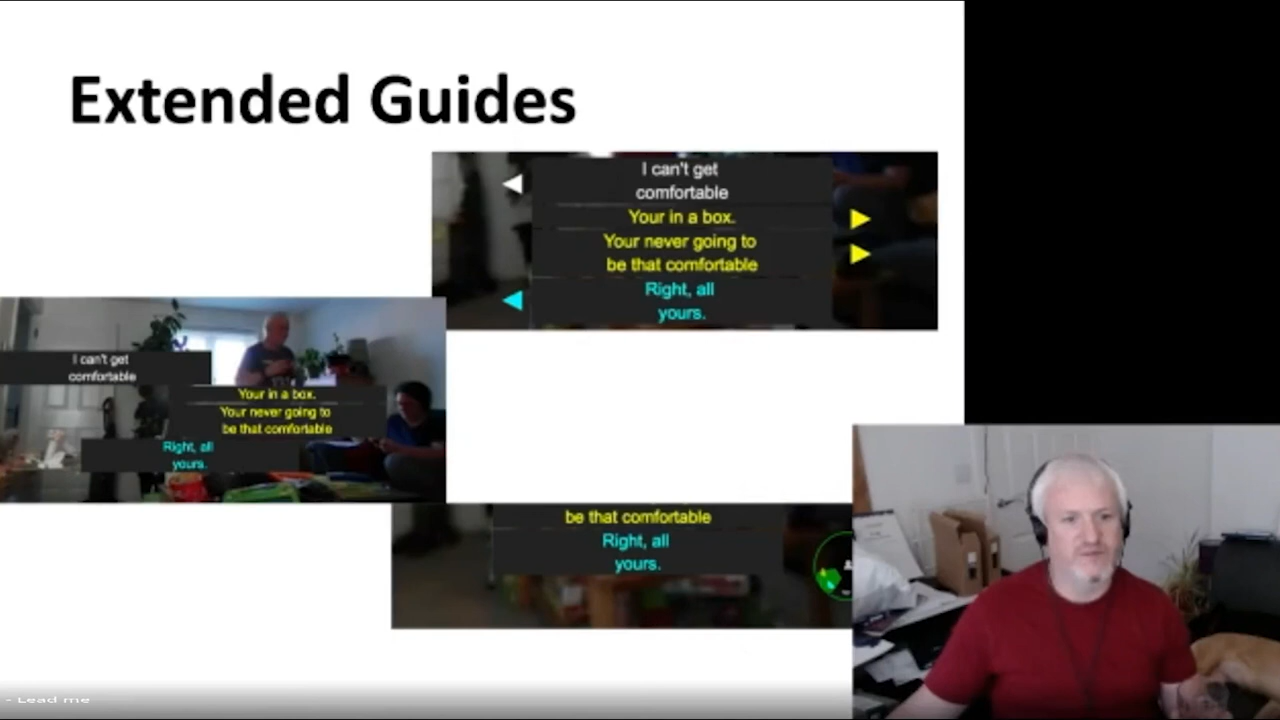 Extended Guides
I can't get
comfortable
Your in a box.
Your never going to
be that comfortable
Right, all
yours.
I can't get
comfortable
Your in a box.
Your never going to
be that comfortable
Right, all
yours.
be that comfortable
Right, all
yours.
- Lead me